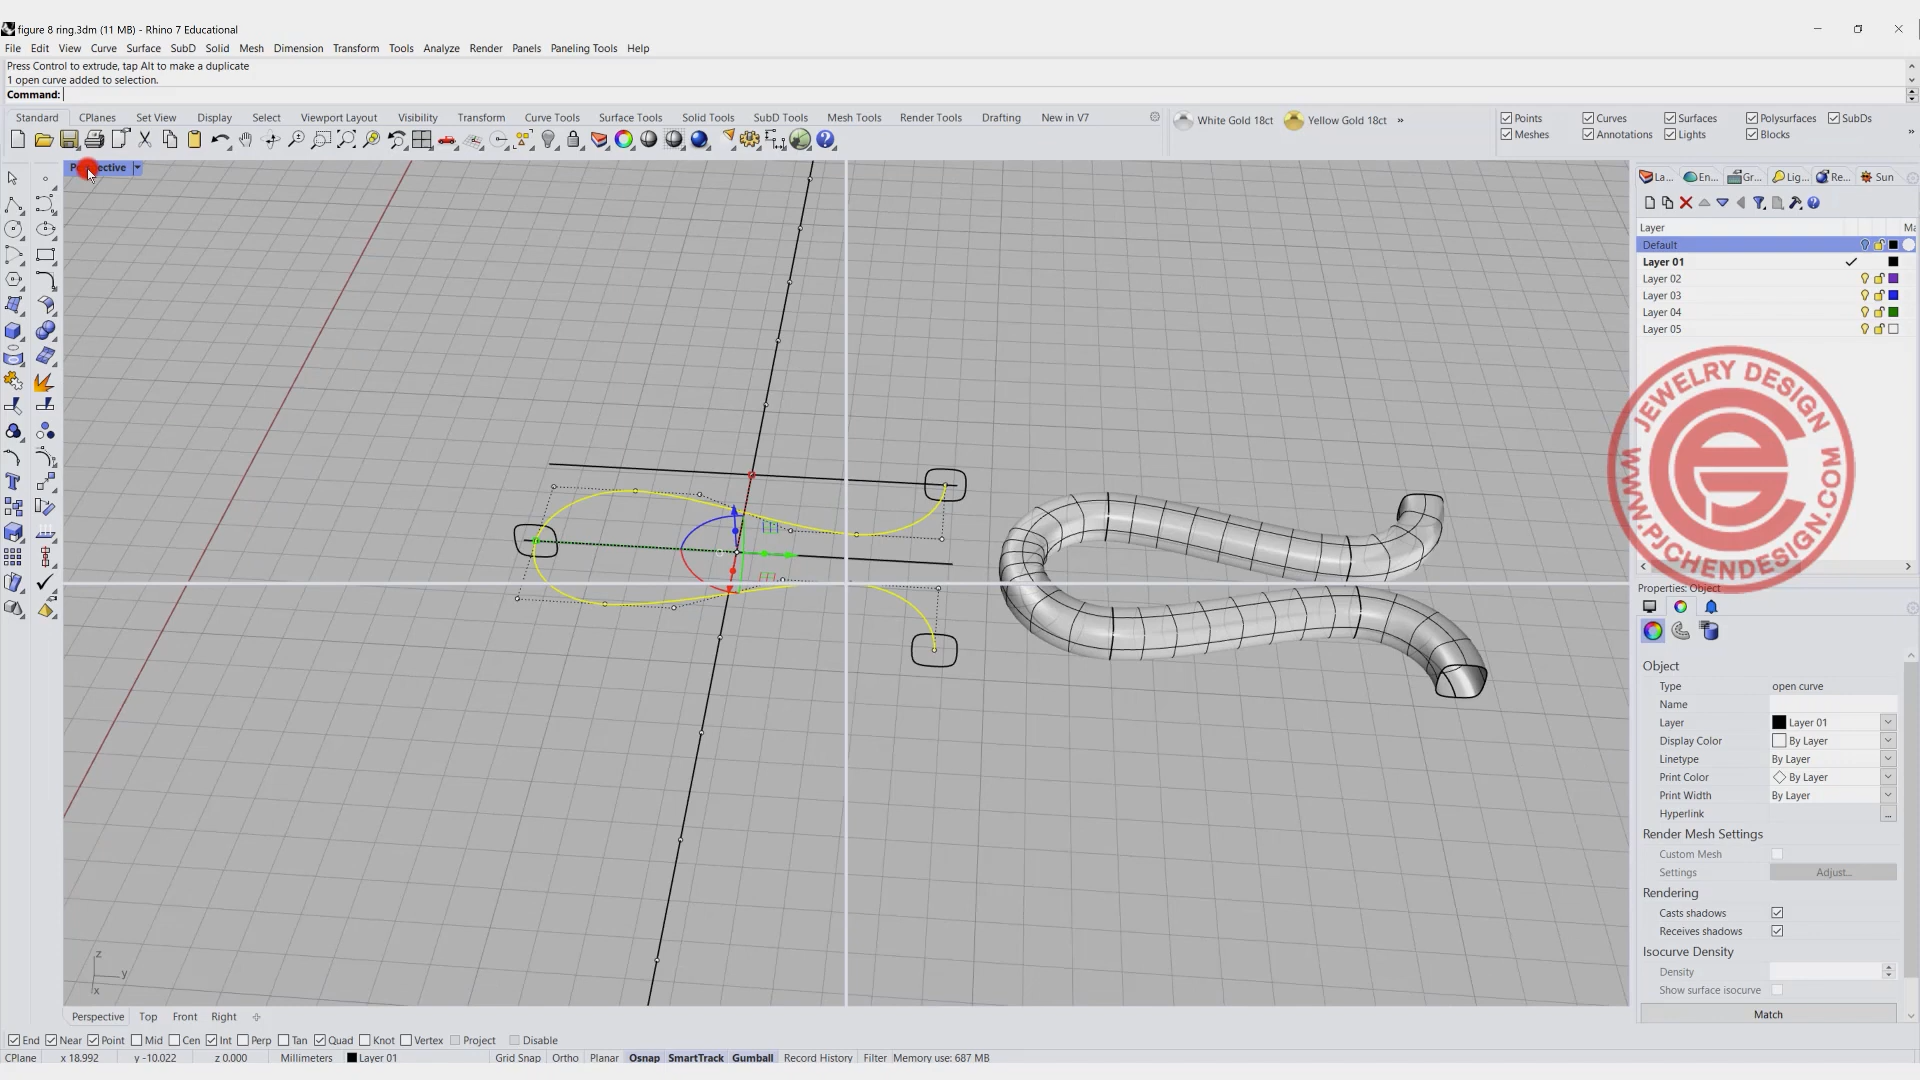 figure 8 ring.3dm (11 MB) - Rhino 7 Educational
File Edit View Curve Surface SubD Solid Mesh Dimension Transform Tools Analyze Render Panels Paneling Tools Help
Press Control to extrude, tap Alt to make a duplicate
1 open curve added to selection.
Command:
Standard CPlanes Set View Display Select Viewport Layout Visibility Transform Curve Tools Surface Tools Solid Tools SubD Tools Mesh Tools Render Tools Drafting New in V7
White Gold 18ct Yellow Gold 18ct »
Points Curves Surfaces Polysurfaces SubDs
Meshes Annotations Lights Blocks
La... En... Gr... Lig... Re... Sun
Layer Ma
Default
Layer 01
Layer 02
Layer 03
Layer 04
Layer 05
JEWELRY DESIGN
WWW.PJCHENDESIGN.COM
Properties: Object
Object
Type open curve
Name
Layer Layer 01
Display Color By Layer
Linetype By Layer
Print Color By Layer
Print Width By Layer
Hyperlink ...
Render Mesh Settings
Custom Mesh
Settings Adjust...
Rendering
Casts shadows
Receives shadows
Isocurve Density
Density
Show surface isocurve
Match
z
y
x
Perspective Top Front Right
End Near Point Mid Cen Int Perp Tan Quad Knot Vertex Project Disable
CPlane x 18.992 y -10.022 z 0.000 Millimeters Layer 01 Grid Snap Ortho Planar Osnap SmartTrack Gumball Record History Filter Memory use: 687 MB